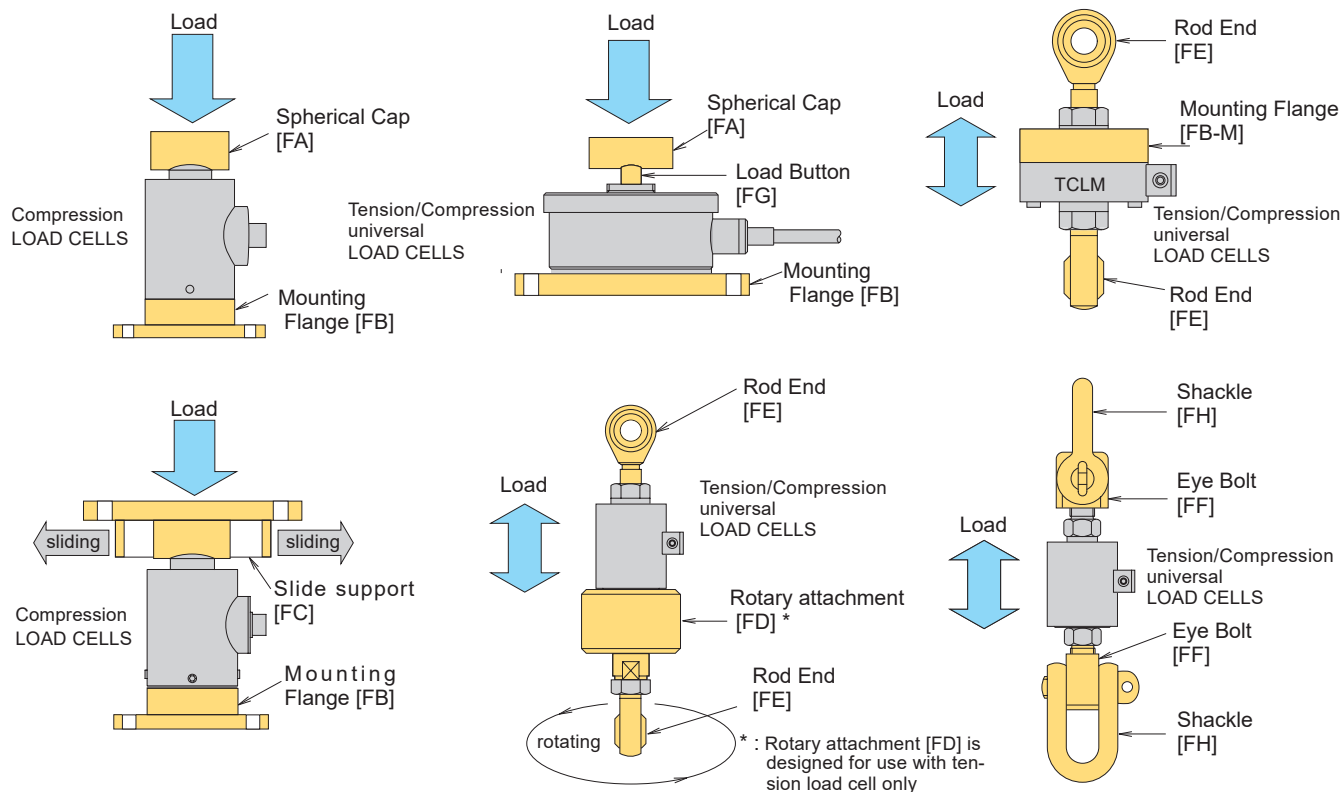 Load
Spherical Cap
[FA]
Compression
LOAD CELLS
Mounting
Flange [FB]
Load
Spherical Cap
[FA]
Load Button
[FG]
Tension/Compression
universal
LOAD CELLS
Mounting
Flange [FB]
Rod End
[FE]
Load
Mounting Flange
[FB-M]
TCLM
Tension/Compression
universal
LOAD CELLS
Rod End
[FE]
Load
sliding
sliding
Slide support
[FC]
Compression
LOAD CELLS
Mounting
Flange [FB]
Rod End
[FE]
Load
Tension/Compression
universal
LOAD CELLS
Rotary attachment
[FD] *
Rod End
[FE]
rotating
* : Rotary attachment [FD] is
designed for use with ten-
sion load cell only
Shackle
[FH]
Eye Bolt
[FF]
Load
Tension/Compression
universal
LOAD CELLS
Eye Bolt
[FF]
Shackle
[FH]